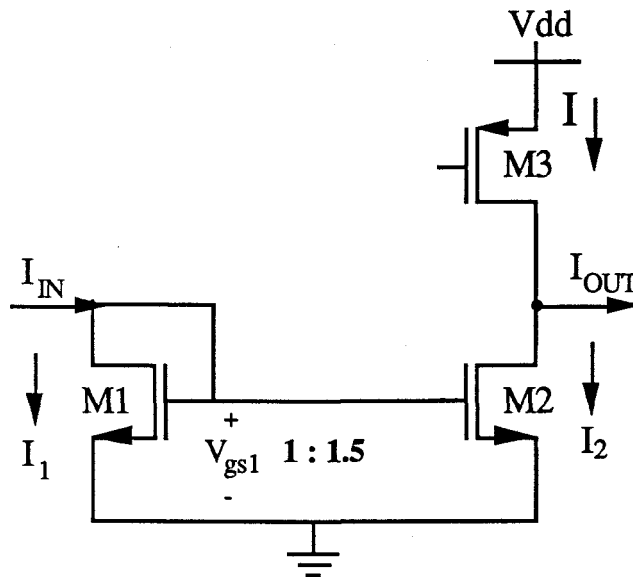 Vdd
I
M3
I_IN
I_OUT
M1
+
M2
V_gs1 1 : 1.5
I_1
I_2
-